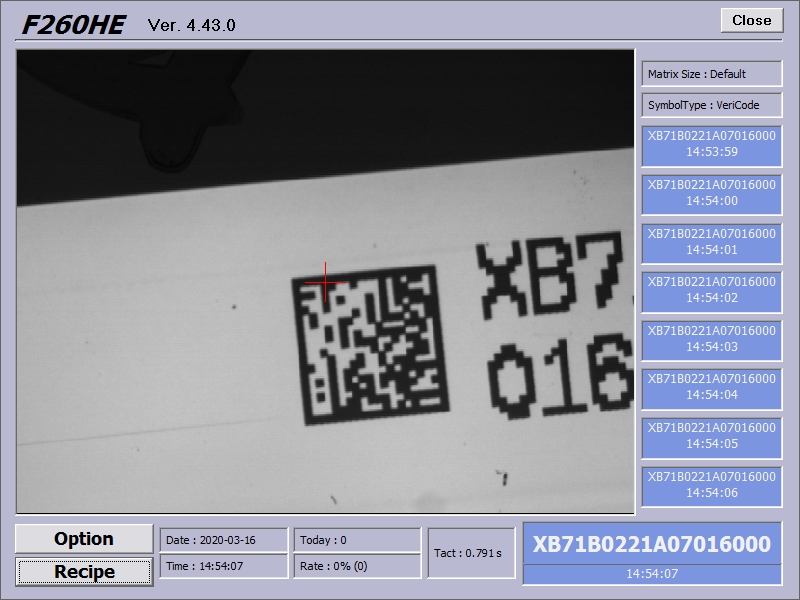 F260HE Ver. 4.43.0
Close
Matrix Size : Default
SymbolType : VeriCode
XB71B0221A07016000
14:53:59
XB71B0221A07016000
14:54:00
XB71B0221A07016000
14:54:01
XB71B0221A07016000
14:54:02
XB71B0221A07016000
14:54:03
XB71B0221A07016000
14:54:04
XB71B0221A07016000
14:54:05
XB71B0221A07016000
14:54:06
XB7
016
Option
Recipe
Date : 2020-03-16
Time : 14:54:07
Today : 0
Rate : 0% (0)
Tact : 0.791 s
XB71B0221A07016000
14:54:07